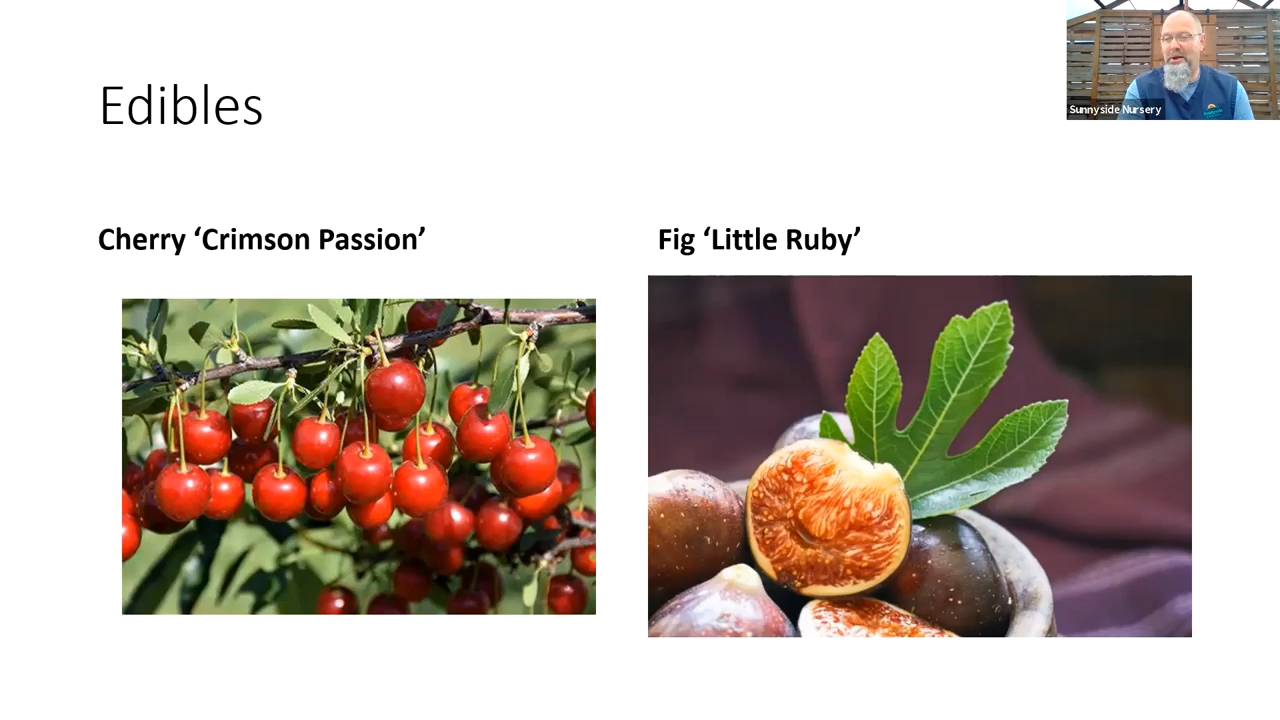 Edibles
Sunnyside Nursery
Cherry ‘Crimson Passion’
Fig ‘Little Ruby’